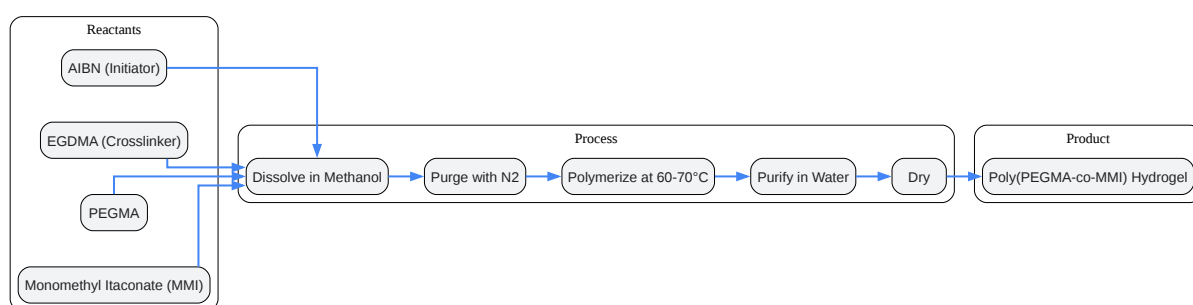 Reactants
AIBN (Initiator)
EGDMA (Crosslinker)
PEGMA
Monomethyl Itaconate (MMI)
Process
Dissolve in Methanol
Purge with N2
Polymerize at 60-70°C
Purify in Water
Dry
Product
Poly(PEGMA-co-MMI) Hydrogel